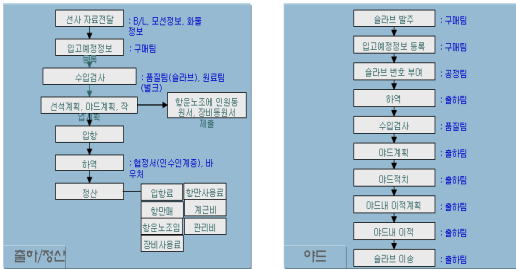 선사 자료전달 : B/L, 모선정보, 화물
정보
입고예정정보 : 구매팀
수입검사 : 품질팀(슬라브), 원료팀
(벌크)
선석계획, 야드계획, 작
업계획
항운노조에 인원동
원서, 장비동원서
제출
입항
하역 : 협정서(인수인계증), 바
우처
정산
입항료 항만사용료
항만매 계근비
항운노조임 관리비
장비사용료
출하/정산
슬라브 발주 : 구매팀
입고예정정보 등록 : 구매팀
슬라브 번호 부여 : 공정팀
하역 : 출하팀
수입검사 : 품질팀
야드계획 : 출하팀
야드적치 : 출하팀
야드내 이적계획 : 출하팀
야드내 이적 : 출하팀
슬라브 이송 : 출하팀
야드